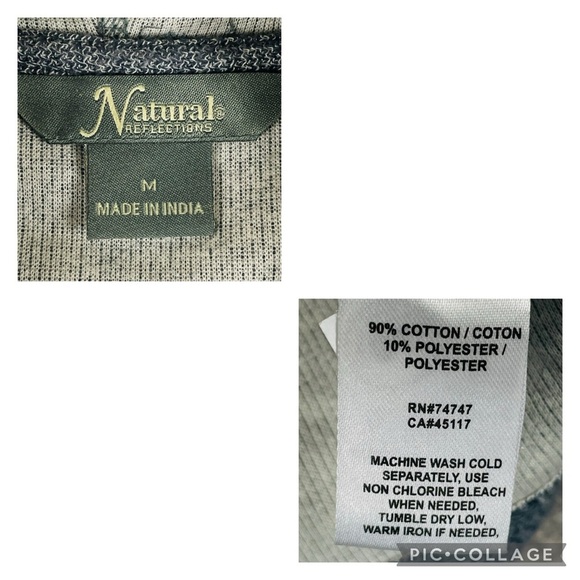 Natural®
REFLECTIONS
M
MADE IN INDIA
90% COTTON / COTON
10% POLYESTER /
POLYESTER
RN#74747
CA#45117
MACHINE WASH COLD
SEPARATELY, USE
NON CHLORINE BLEACH
WHEN NEEDED,
TUMBLE DRY LOW,
WARM IRON IF NEEDED,
PIC•COLLAGE